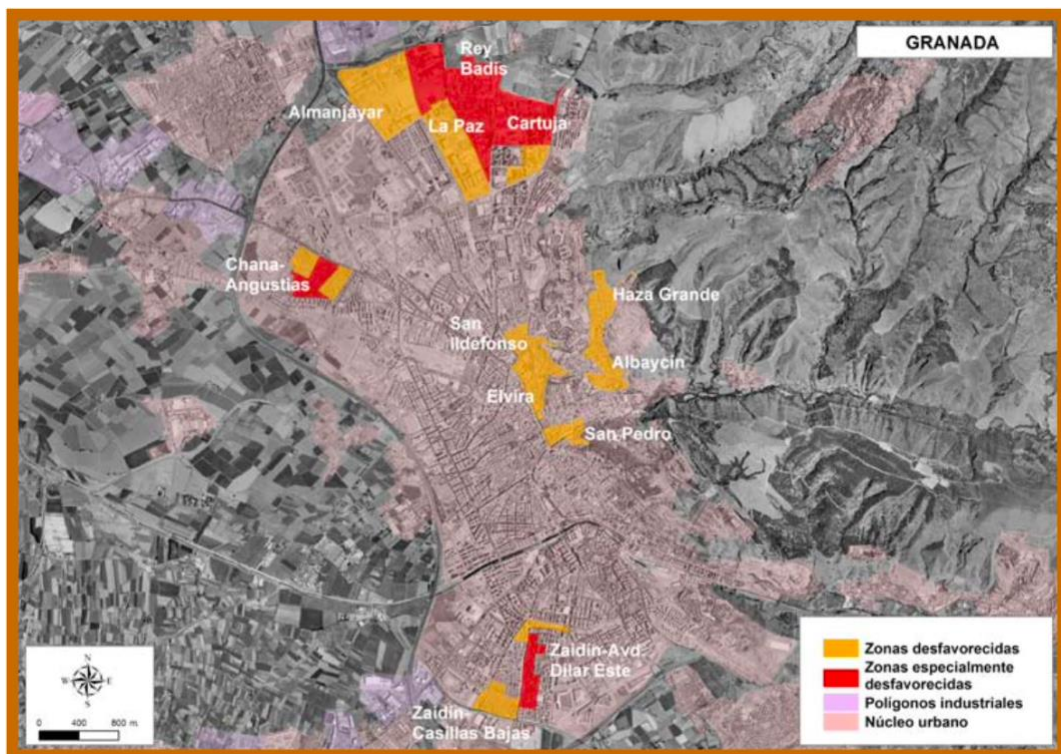 GRANADA
Rey
Badís
Almanjáyar
La Paz
Cartuja
Chana-
Angustias
Haza Grande
San
Ildefonso
Albaycín
Elvira
San Pedro
Zaidín-Avd.
Dílar Este
Zaidín-
Casillas Bajas
Zonas desfavorecidas
Zonas especialmente
desfavorecidas
Polígonos industriales
Núcleo urbano
N
W E
S
0 400 800 m.